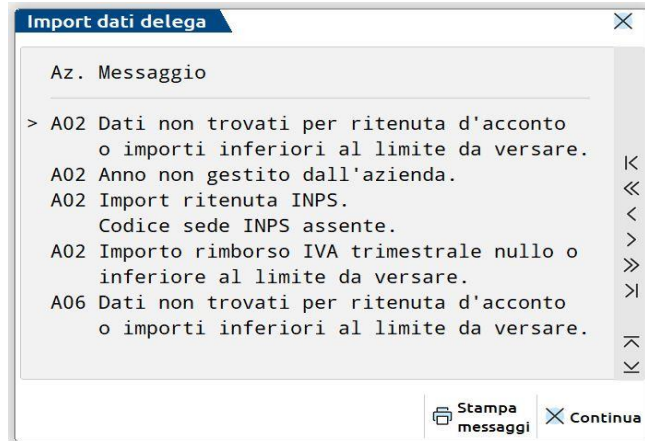 Import dati delega
Az. Messaggio
> A02 Dati non trovati per ritenuta d'acconto
o importi inferiori al limite da versare.
A02 Anno non gestito dall'azienda.
A02 Import ritenuta INPS.
Codice sede INPS assente.
A02 Importo rimborso IVA trimestrale nullo o
inferiore al limite da versare.
A06 Dati non trovati per ritenuta d'acconto
o importi inferiori al limite da versare.
Stampa
messaggi
Continua